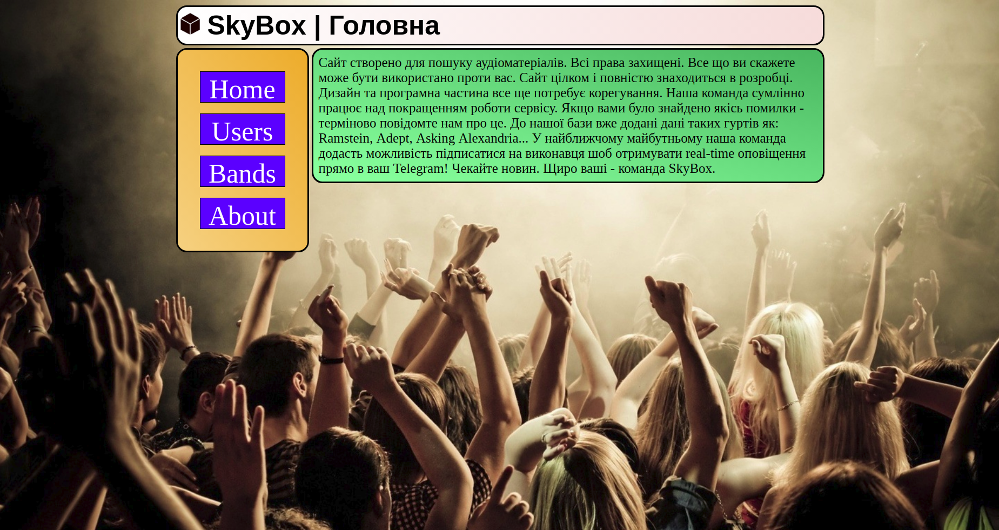 SkyBox | Головна
Home
Users
Bands
About
Сайт створено для пошуку аудіоматеріалів. Всі права захищені. Все що ви скажете
може бути використано проти вас. Сайт цілком і повністю знаходиться в розробці.
Дизайн та програмна частина все ще потребує корегування. Наша команда сумлінно
працює над покращенням роботи сервісу. Якщо вами було знайдено якісь помилки -
терміново повідомте нам про це. До нашої бази вже додані дані таких гуртів як:
Ramstein, Adept, Asking Alexandria... У найближчому майбутньому наша команда
додасть можливість підписатися на виконавця шоб отримувати real-time оповіщення
прямо в ваш Telegram! Чекайте новин. Щиро ваші - команда SkyBox.